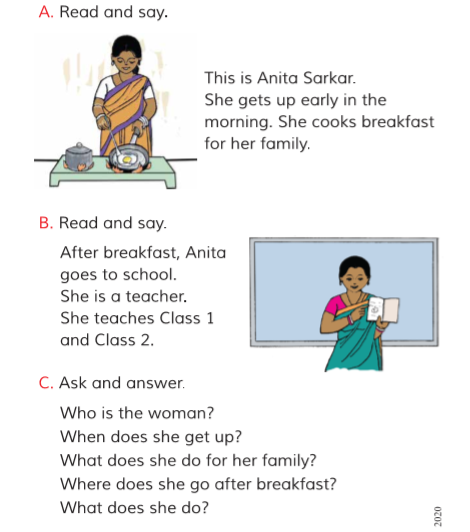 A. Read and say.
This is Anita Sarkar.
She gets up early in the
morning. She cooks breakfast
for her family.
B. Read and say.
After breakfast, Anita
goes to school.
She is a teacher.
She teaches Class 1
and Class 2.
C. Ask and answer.
Who is the woman?
When does she get up?
What does she do for her family?
Where does she go after breakfast?
What does she do?
2020